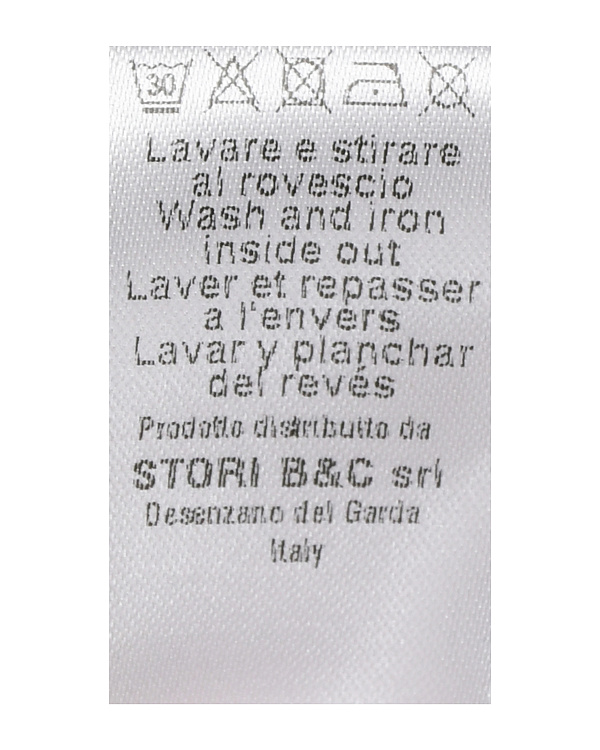 30
Lavare e stirare
al rovescio
Wash and iron
inside out
Laver et repasser
a l'envers
Lavar y planchar
del revés
Prodotto distribuito da
STORI B&C srl
Desenzano del Garda
Italy